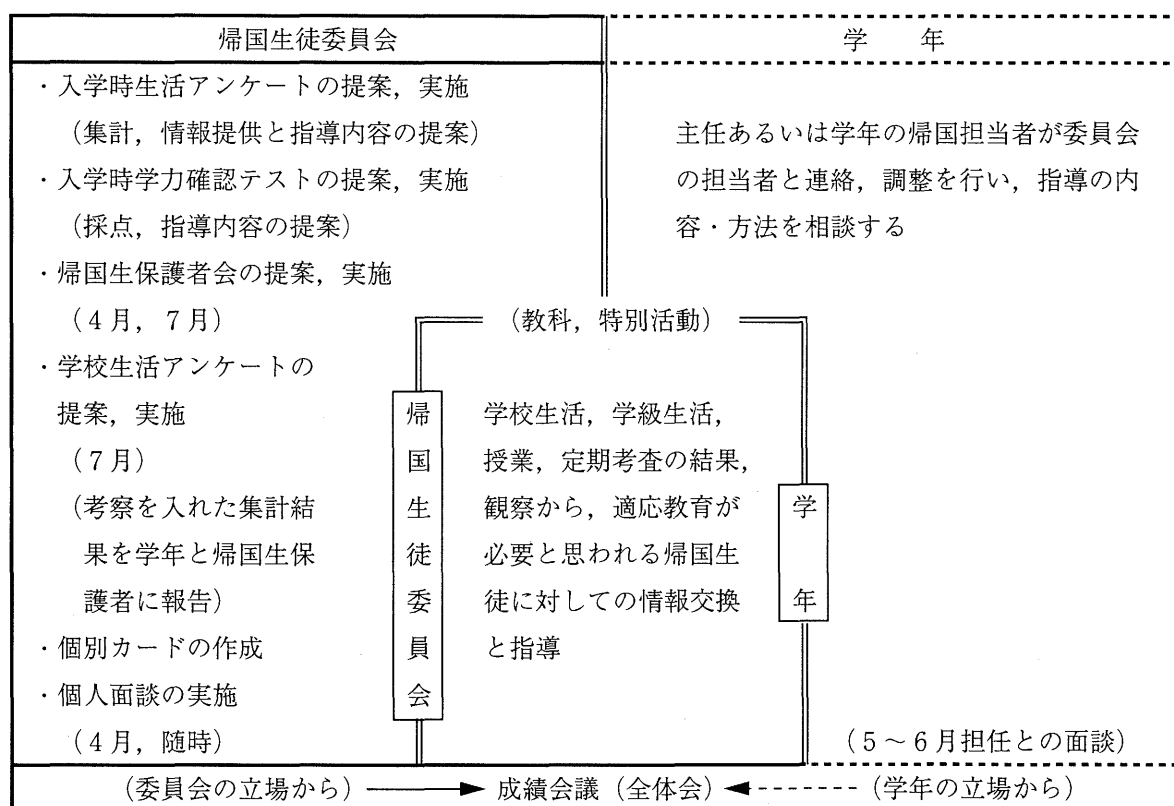 帰国生徒委員会
・入学時生活アンケートの提案，実施
（集計，情報提供と指導内容の提案）
・入学時学力確認テストの提案，実施
（採点，指導内容の提案）
・帰国生保護者会の提案，実施
（４月，７月）
・学校生活アンケートの
提案，実施
（７月）
（考察を入れた集計結
果を学年と帰国生保
護者に報告）
・個別カードの作成
・個人面談の実施
（４月，随時）
学　年
主任あるいは学年の帰国担当者が委員会
の担当者と連絡，調整を行い，指導の内
容・方法を相談する
（教科，特別活動）
帰国生徒委員会
学校生活，学級生活，
授業，定期考査の結果，
観察から，適応教育が
必要と思われる帰国生
徒に対しての情報交換
と指導
学年
（５～６月担任との面談）
（委員会の立場から）→成績会議（全体会）←（学年の立場から）